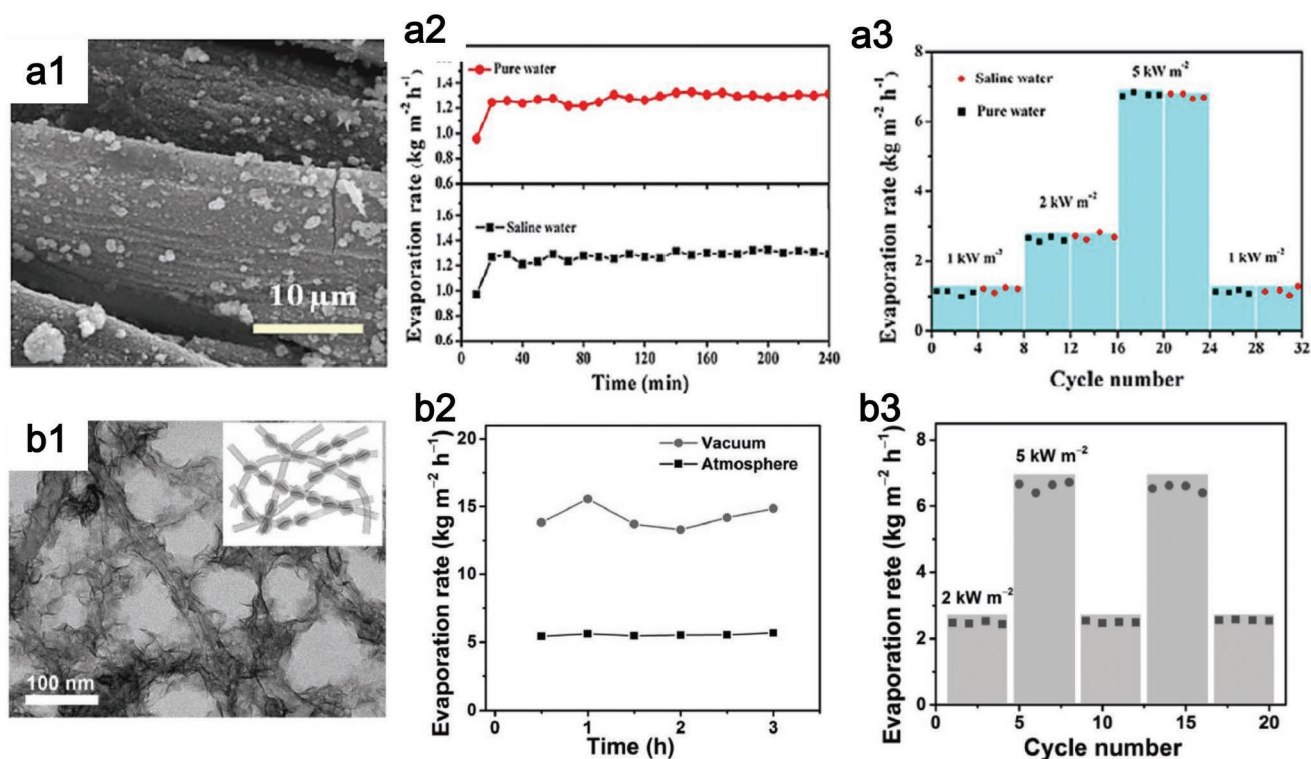 a1
10 μm
a2
Pure water
Saline water
Evaporation rate (kg m⁻² h⁻¹)
1.4
1.2
1.0
0.8
0.6
1.4
1.2
1.0
0.8
0.6
0 40 80 120 160 200 240
Time (min)
a3
Saline water
Pure water
1 kW m⁻²
2 kW m⁻²
5 kW m⁻²
1 kW m⁻²
Evaporation rate (kg m⁻² h⁻¹)
8
6
4
2
0
0 4 8 12 16 20 24 28 32
Cycle number
b1
100 nm
b2
Vacuum
Atmosphere
Evaporation rate (kg m⁻² h⁻¹)
20
15
10
5
0
0 1 2 3
Time (h)
b3
2 kW m⁻²
5 kW m⁻²
Evaporation rete (kg m⁻² h⁻¹)
8
6
4
2
0
0 5 10 15 20
Cycle number